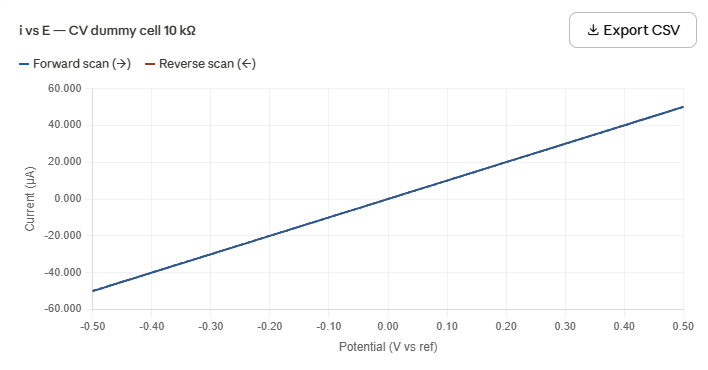 i vs E — CV dummy cell 10 kΩ
Export CSV
Forward scan (→) Reverse scan (←)
60.000
40.000
20.000
0.000
-20.000
-40.000
-60.000
Current (µA)
-0.50 -0.40 -0.30 -0.20 -0.10 0.00 0.10 0.20 0.30 0.40 0.50
Potential (V vs ref)